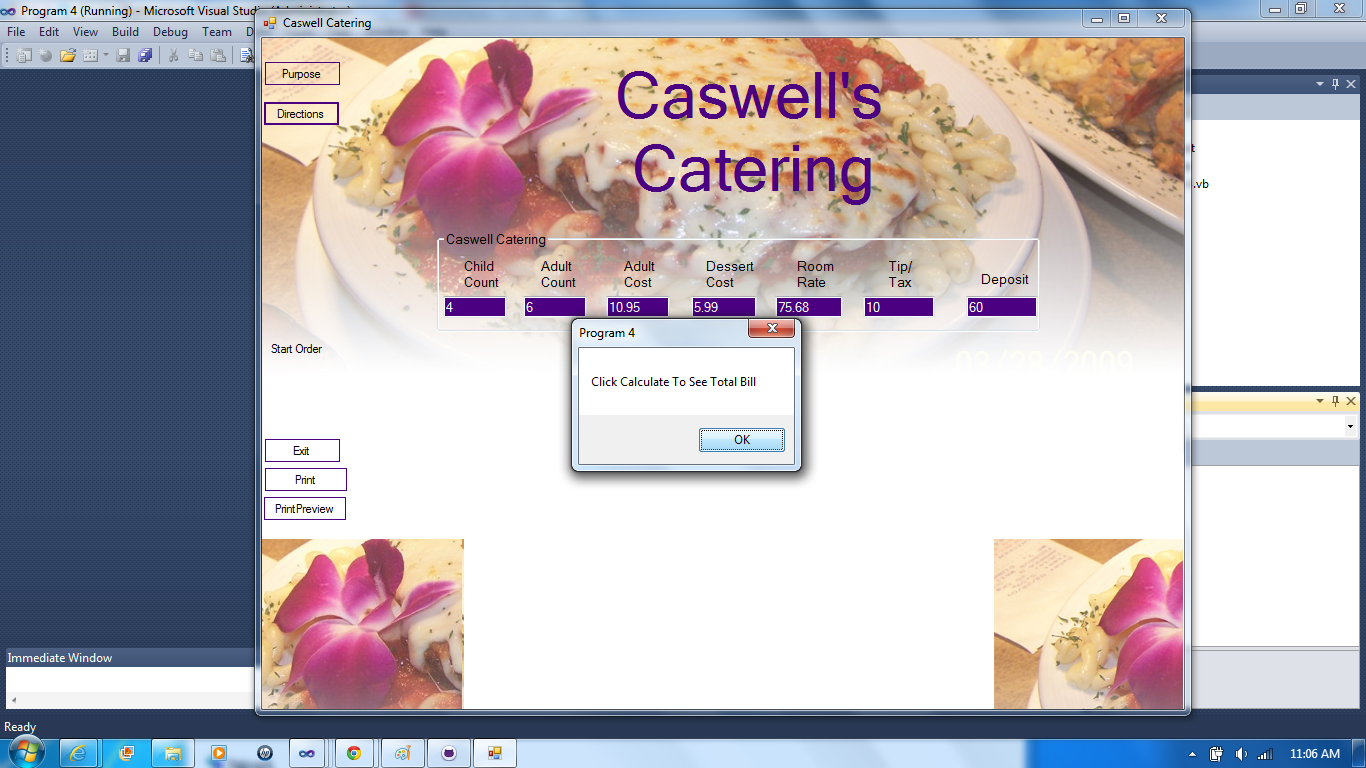 Program 4 (Running) - Microsoft Visual Studio (Administrator)
Caswell Catering
File Edit View Build Debug Team
Purpose
Directions
Caswell's
Catering
.vb
Caswell Catering
Child Count
Adult Count
Adult Cost
Dessert Cost
Room Rate
Tip/ Tax
Deposit
4 6 10.95 5.99 75.68 10 60
Program 4
Start Order
03/28/2009
Click Calculate To See Total Bill
OK
Exit
Print
PrintPreview
Immediate Window
Ready
11:06 AM